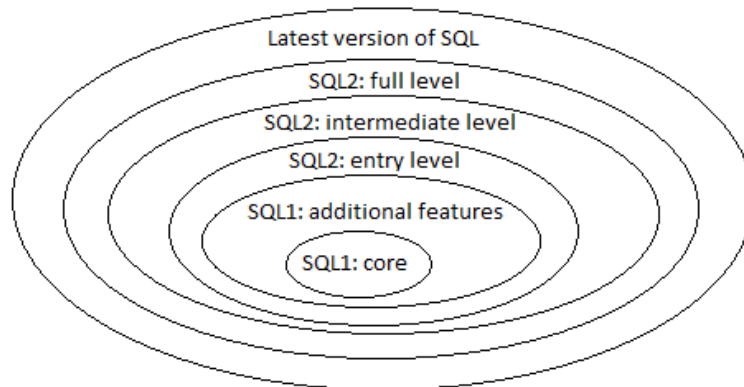 Latest version of SQL
SQL2: full level
SQL2: intermediate level
SQL2: entry level
SQL1: additional features
SQL1: core